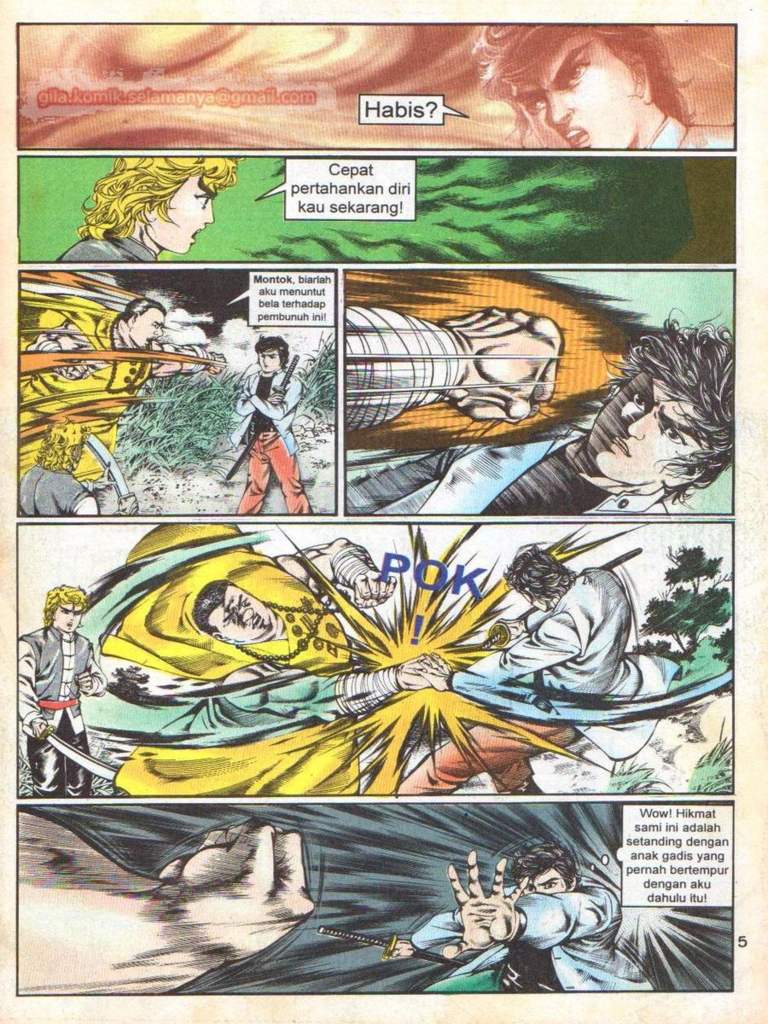 gila.komik.selamanya@gmail.com
Habis?
Cepat
pertahankan diri
kau sekarang!
Montok, biarlah
aku menuntut
bela terhadap
pembunuh ini!
POK
!
Wow! Hikmat
sami ini adalah
setanding dengan
anak gadis yang
pernah bertempur
dengan aku
dahulu itu!
5